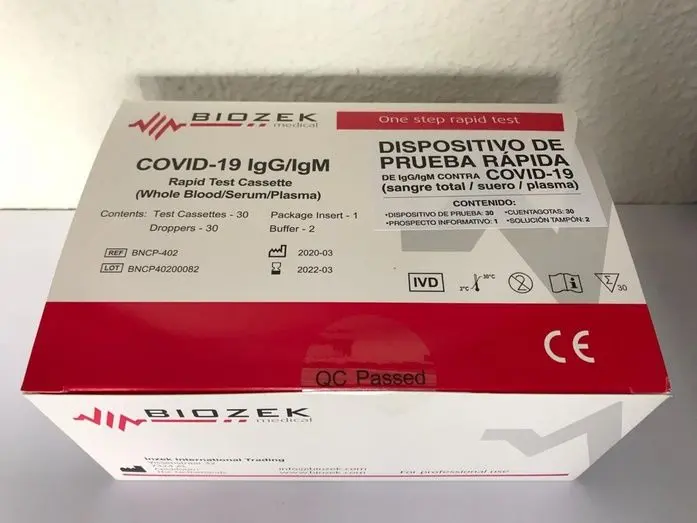 BIOZEK
medical
One step rapid test
COVID-19 IgG/IgM
Rapid Test Cassette
(Whole Blood/Serum/Plasma)
Contents: Test Cassettes - 30 Package Insert - 1
Droppers - 30 Buffer - 2
REF BNCP-402 2020-03
LOT BNCP40200082 2022-03
DISPOSITIVO DE
PRUEBA RÁPIDA
DE IgG/IgM CONTRA COVID-19
(sangre total / suero / plasma)
CONTENIDO:
•DISPOSITIVO DE PRUEBA: 30 •CUENTAGOTAS: 30
•PROSPECTO INFORMATIVO: 1 •SOLUCIÓN TAMPÓN: 2
IVD 2°C 30°C 2 i Σ 30
CE
QC Passed
BIOZEK
medical
Inzek International Trading
info@biozek.com
www.biozek.com
For professional use